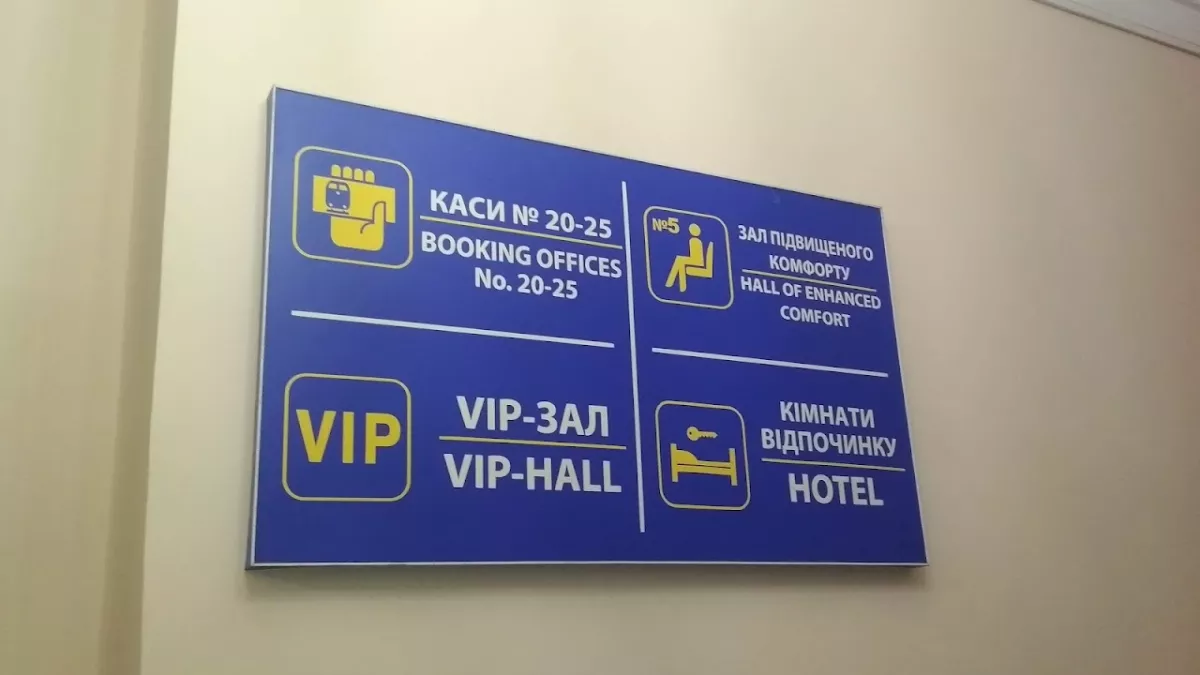 КАСИ № 20-25
BOOKING OFFICES
No. 20-25
№5
ЗАЛ ПІДВИЩЕНОГО
КОМФОРТУ
HALL OF ENHANCED
COMFORT
VIP
VIP-ЗАЛ
VIP-HALL
КІМНАТИ
ВІДПОЧИНКУ
HOTEL